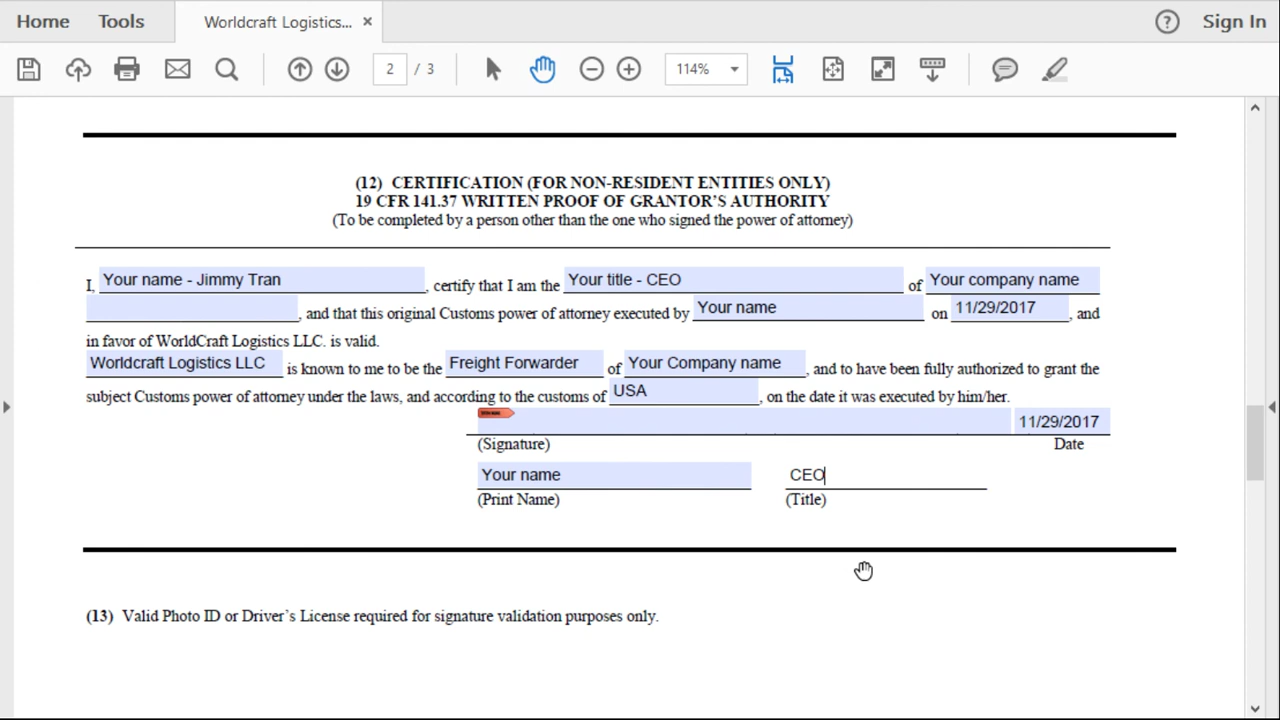 Home Tools Worldcraft Logistics... × ? Sign In
2 / 3 114%
(12) CERTIFICATION (FOR NON-RESIDENT ENTITIES ONLY)
19 CFR 141.37 WRITTEN PROOF OF GRANTOR'S AUTHORITY
(To be completed by a person other than the one who signed the power of attorney)
I, Your name - Jimmy Tran , certify that I am the Your title - CEO of Your company name
, and that this original Customs power of attorney executed by Your name on 11/29/2017 , and
in favor of WorldCraft Logistics LLC. is valid.
Worldcraft Logistics LLC is known to me to be the Freight Forwarder of Your Company name , and to have been fully authorized to grant the
subject Customs power of attorney under the laws, and according to the customs of USA , on the date it was executed by him/her.
11/29/2017
(Signature) Date
Your name CEO
(Print Name) (Title)
(13) Valid Photo ID or Driver's License required for signature validation purposes only.